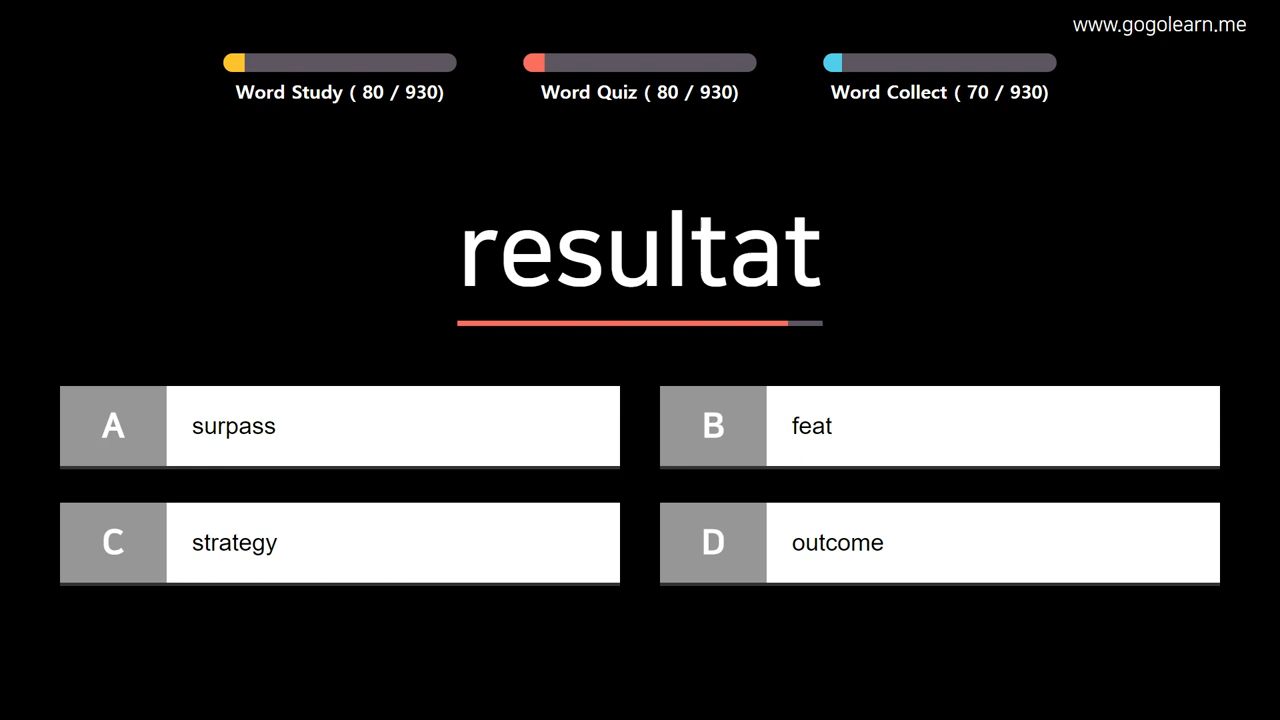 www.gogolearn.me
Word Study ( 80 / 930)
Word Quiz ( 80 / 930)
Word Collect ( 70 / 930)
resultat
A surpass
B feat
C strategy
D outcome